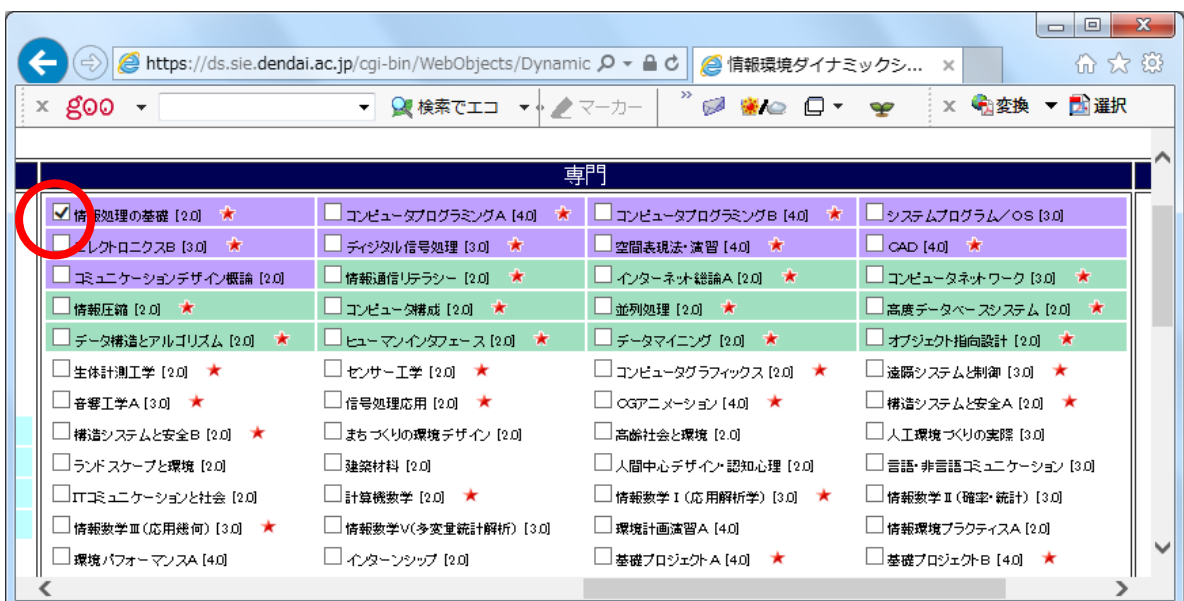 https://ds.sie.dendai.ac.jp/cgi-bin/WebObjects/Dynamic 情報環境ダイナミックシ... ×
× goo 検索でエコ マーカー » × 変換 選択
専門
情報処理の基礎 [2.0] ★ コンピュータプログラミングA [4.0] ★ コンピュータプログラミングB [4.0] ★ システムプログラム/OS [3.0]
エレクトロニクスB [3.0] ★ ディジタル信号処理 [3.0] ★ 空間表現法・演習 [4.0] ★ CAD [4.0] ★
コミュニケーションデザイン概論 [2.0] 情報通信リテラシー [2.0] ★ インターネット総論A [2.0] ★ コンピュータネットワーク [3.0] ★
情報圧縮 [2.0] ★ コンピュータ構成 [2.0] ★ 並列処理 [2.0] ★ 高度データベースシステム [2.0] ★
データ構造とアルゴリズム [2.0] ★ ヒューマンインタフェース [2.0] ★ データマイニング [2.0] ★ オブジェクト指向設計 [2.0] ★
生体計測工学 [2.0] ★ センサー工学 [2.0] ★ コンピュータグラフィックス [2.0] ★ 遠隔システムと制御 [3.0] ★
音響工学A [3.0] ★ 信号処理応用 [2.0] ★ CGアニメーション [4.0] ★ 構造システムと安全A [2.0] ★
構造システムと安全B [2.0] ★ まちづくりの環境デザイン [2.0] 高齢社会と環境 [2.0] 人工環境づくりの実際 [3.0]
ランドスケープと環境 [2.0] 建築材料 [2.0] 人間中心デザイン・認知心理 [2.0] 言語・非言語コミュニケーション [3.0]
ITコミュニケーションと社会 [2.0] 計算機数学 [2.0] ★ 情報数学Ⅰ(応用解析学) [3.0] ★ 情報数学Ⅱ(確率・統計) [3.0]
情報数学Ⅲ(応用幾何) [3.0] ★ 情報数学Ⅴ(多変量統計解析) [3.0] 環境計画演習A [4.0] 情報環境プラクティスA [2.0]
環境パフォーマンスA [4.0] インターンシップ [2.0] 基礎プロジェクトA [4.0] ★ 基礎プロジェクトB [4.0] ★